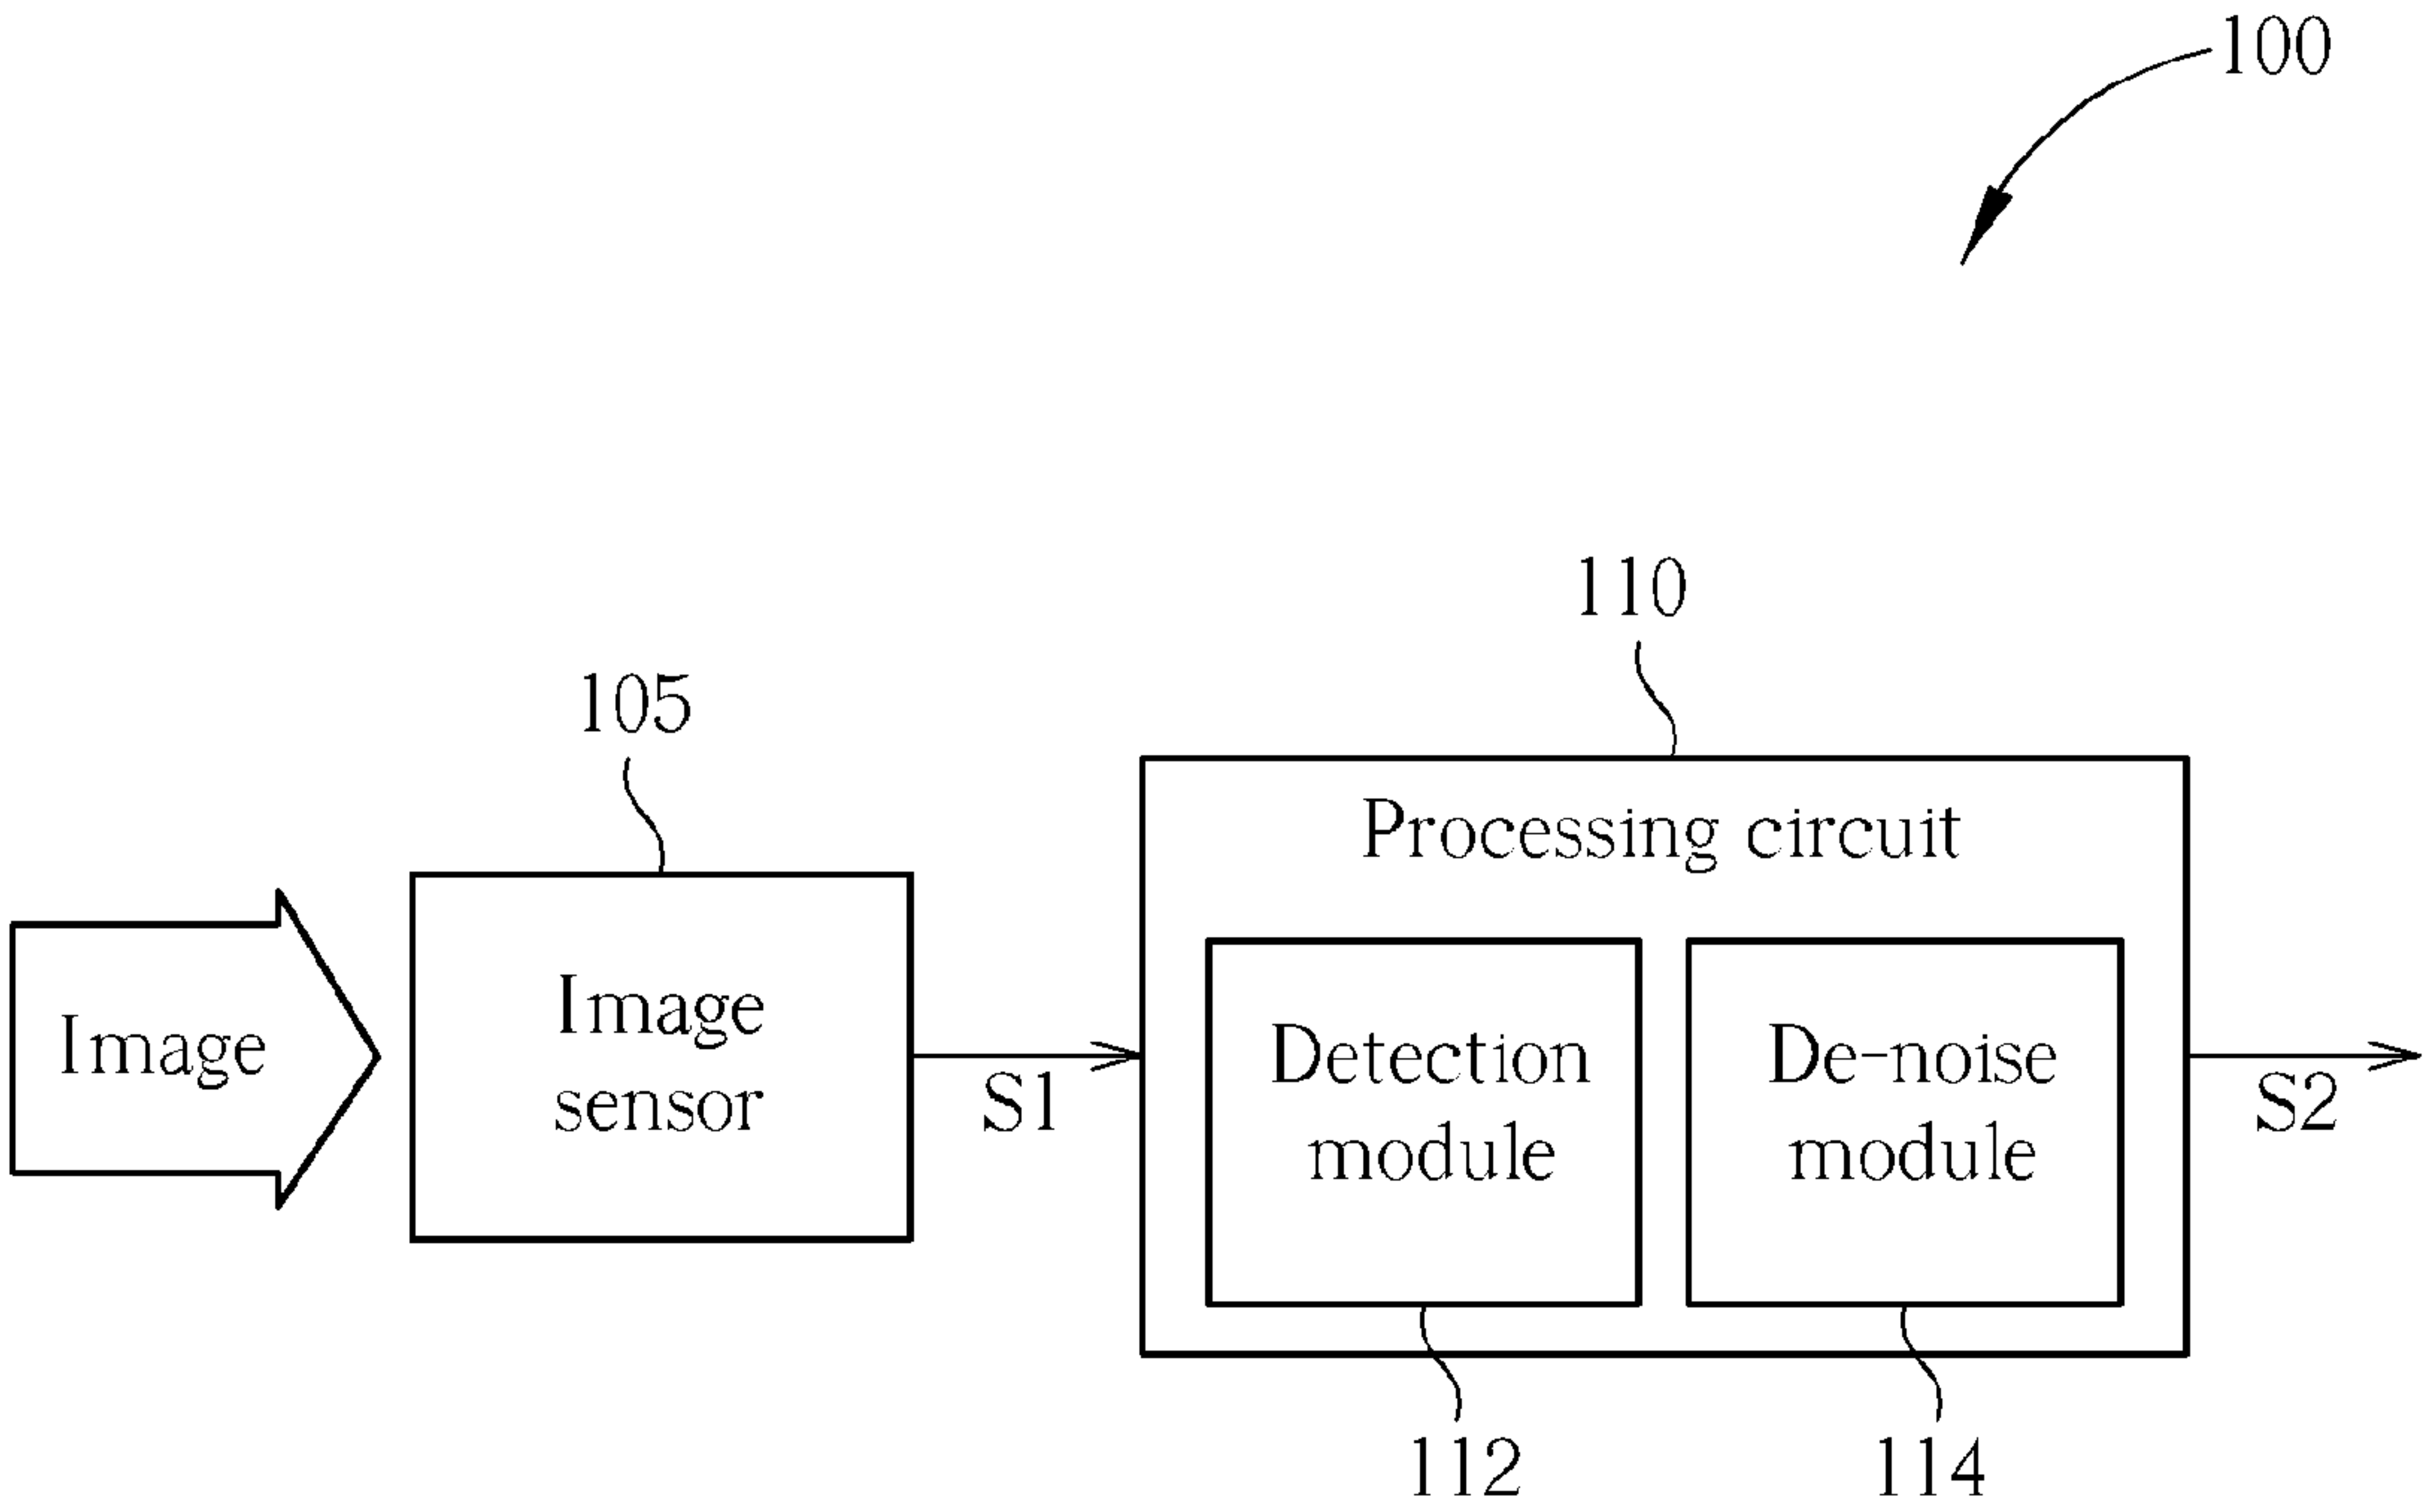 100
110
105
Processing circuit
Image
Image
sensor
S1
Detection
module
De-noise
module
S2
112
114